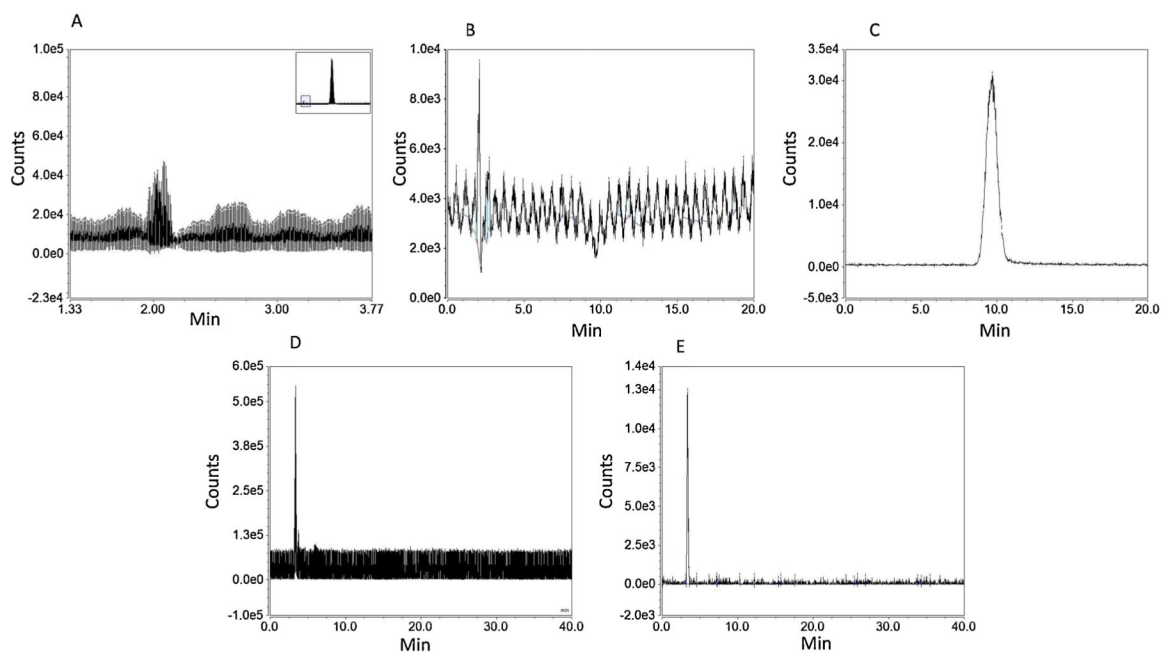 A
Counts
1.0e5
8.0e4
6.0e4
4.0e4
2.0e4
0.0e0
-2.3e4
1.33
2.00
3.00
3.77
Min
B
Counts
1.0e4
8.0e3
6.0e3
4.0e3
2.0e3
0.0e0
0.0
5.0
10.0
15.0
20.0
Min
C
Counts
3.5e4
3.0e4
2.0e4
1.0e4
0.0e0
-5.0e3
0.0
5.0
10.0
15.0
20.0
Min
D
Counts
6.0e5
5.0e5
3.8e5
2.5e5
1.3e5
0.0e0
-1.0e5
0.0
10.0
20.0
30.0
40.0
min
Min
E
Counts
1.4e4
1.3e4
1.0e4
7.5e3
5.0e3
2.5e3
0.0e0
-2.0e3
0.0
10.0
20.0
30.0
40.0
Min